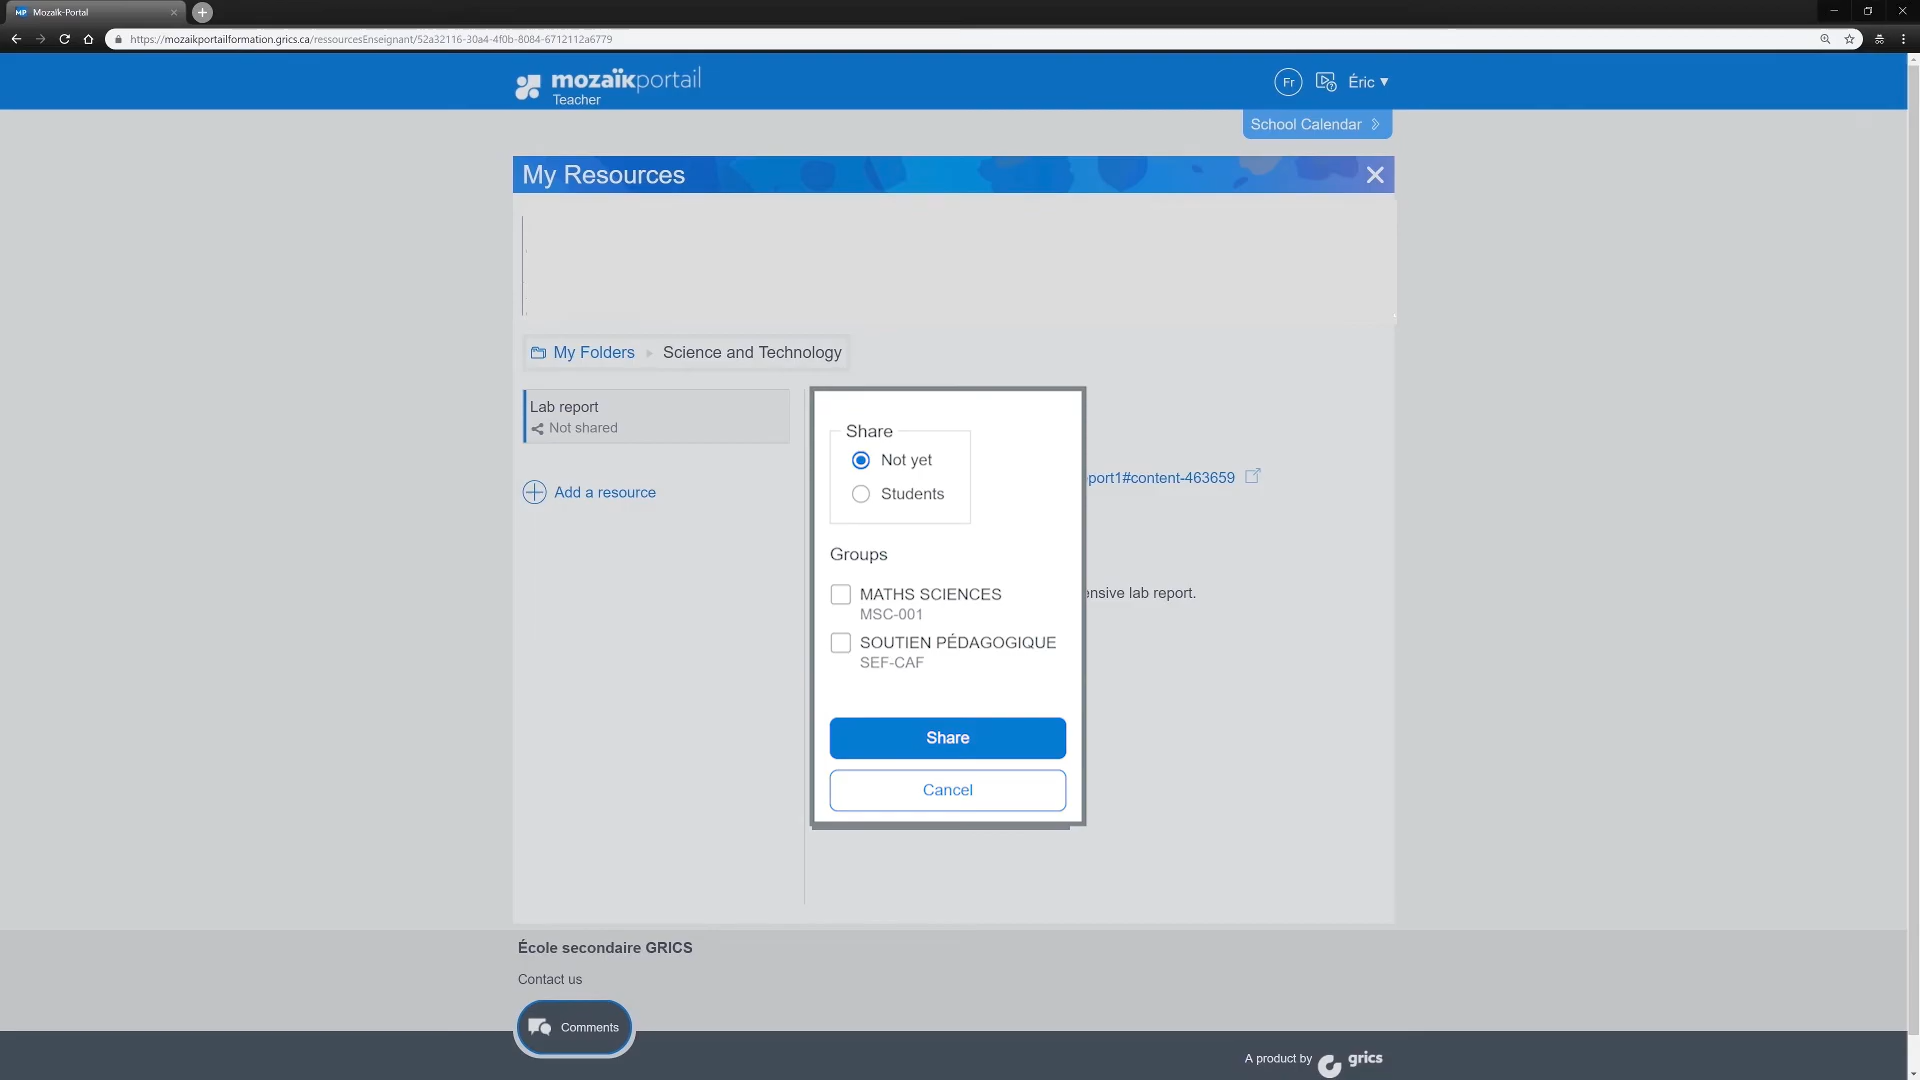 MP Mozaïk-Portal
https://mozaikportailformation.grics.ca/ressourcesEnseignant/52a32116-30a4-4f0b-8084-6712112a6779
mozaïkportail
Teacher
Fr
Éric ▼
School Calendar
My Resources
My Folders
Science and Technology
Lab report
Not shared
Add a resource
Share
Not yet
Students
port1#content-463659
Groups
MATHS SCIENCES
MSC-001
ensive lab report.
SOUTIEN PÉDAGOGIQUE
SEF-CAF
Share
Cancel
École secondaire GRICS
Contact us
Comments
A product by grics